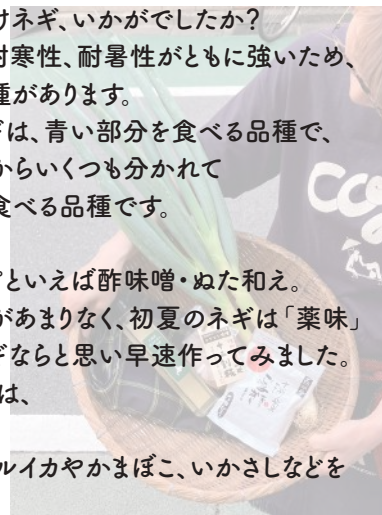 けネギ、いかがでしたか?
耐寒性、耐暑性がともに強いため、
種があります。
は、青い部分を食べる品種で、
からいくつも分かれて
食べる品種です。
といえば酢味噌・ぬた和え。
があまりなく、初夏のネギは「薬味」
ならと思い早速作ってみました。
は、
ルイカやかまぼこ、いかさしなどを